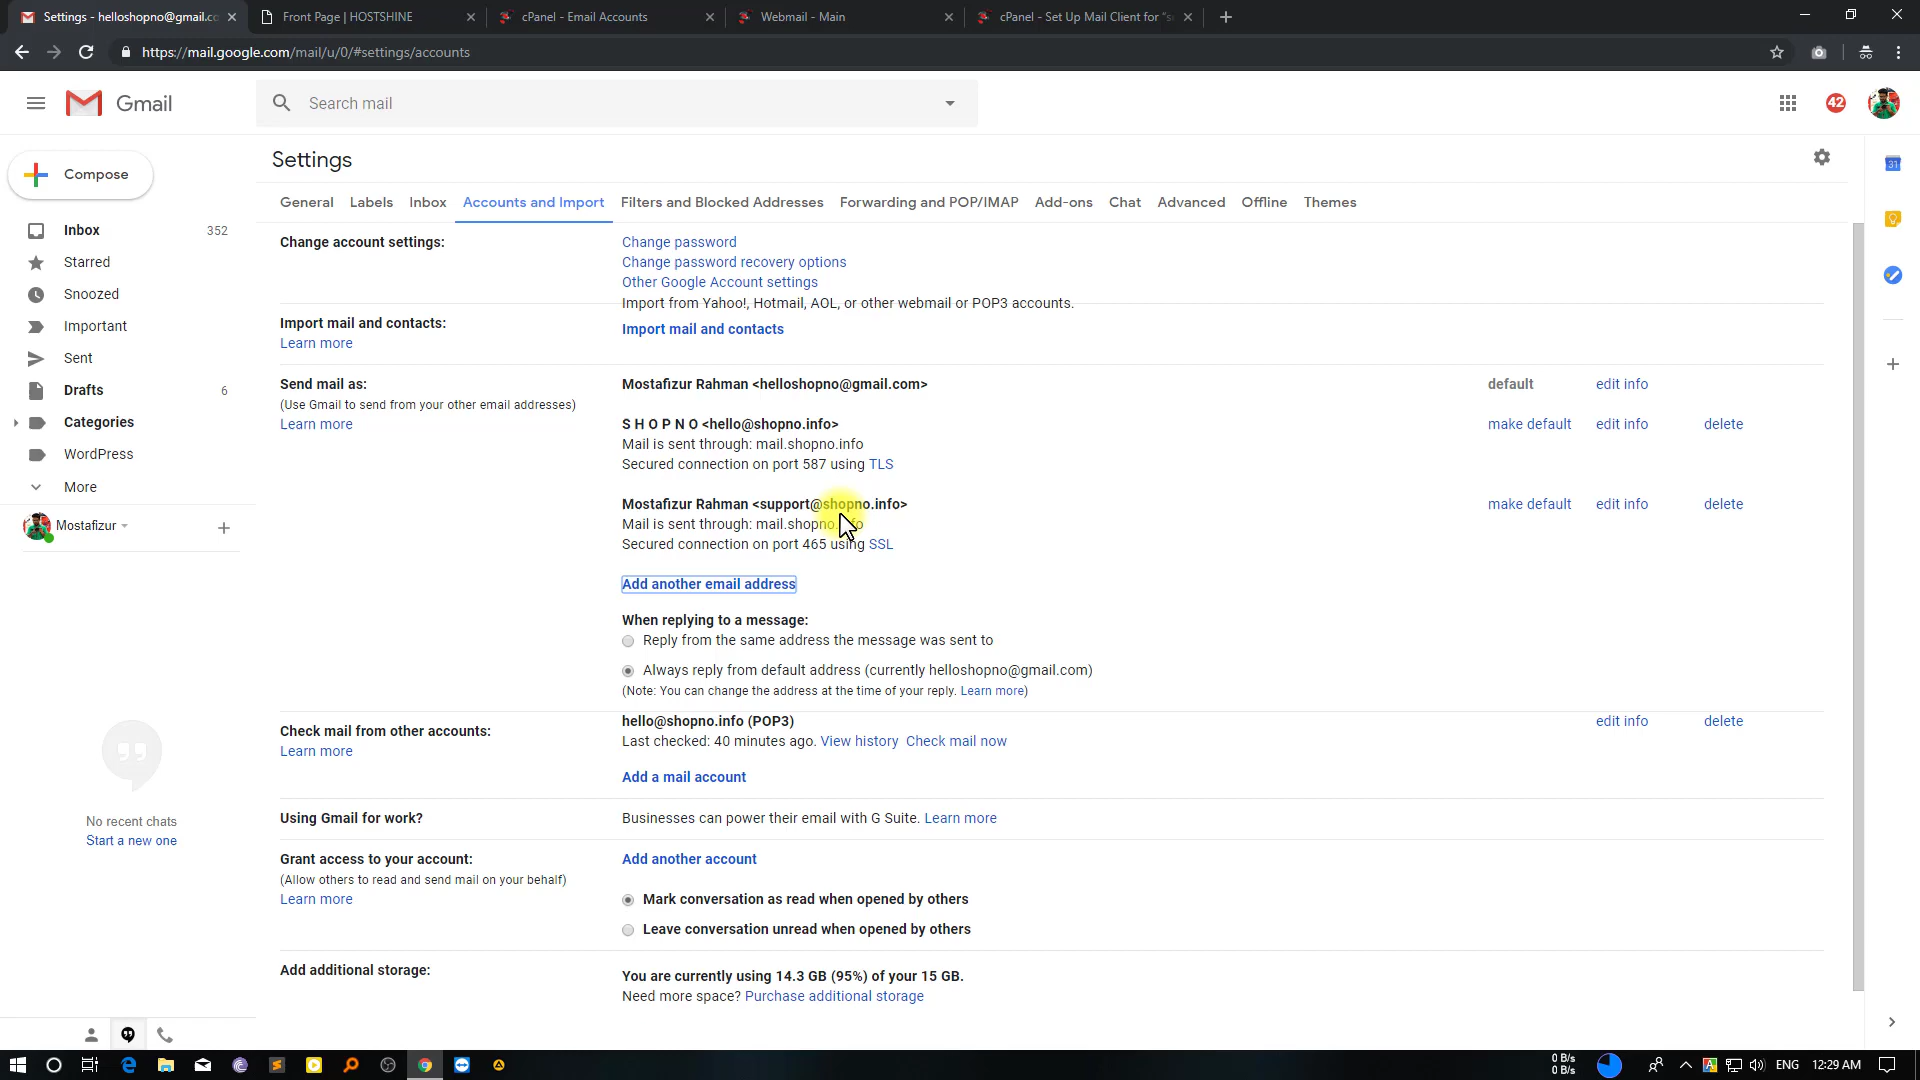 Settings - helloshopno@gmail.co
Front Page | HOSTSHINE
cPanel - Email Accounts
Webmail - Main
cPanel - Set Up Mail Client for "s
https://mail.google.com/mail/u/0/#settings/accounts
Gmail
Search mail
42
Compose
Inbox 352
Starred
Snoozed
Important
Sent
Drafts 6
Categories
WordPress
More
Mostafizur
No recent chats
Start a new one
Settings
General Labels Inbox Accounts and Import Filters and Blocked Addresses Forwarding and POP/IMAP Add-ons Chat Advanced Offline Themes
Change account settings:
Change password
Change password recovery options
Other Google Account settings
Import from Yahoo!, Hotmail, AOL, or other webmail or POP3 accounts.
Import mail and contacts:
Learn more
Import mail and contacts
Send mail as:
(Use Gmail to send from your other email addresses)
Learn more
Mostafizur Rahman <helloshopno@gmail.com> default edit info
S H O P N O <hello@shopno.info> make default edit info delete
Mail is sent through: mail.shopno.info
Secured connection on port 587 using TLS
Mostafizur Rahman <support@shopno.info> make default edit info delete
Mail is sent through: mail.shopno.info
Secured connection on port 465 using SSL
Add another email address
When replying to a message:
Reply from the same address the message was sent to
Always reply from default address (currently helloshopno@gmail.com)
(Note: You can change the address at the time of your reply. Learn more)
Check mail from other accounts:
Learn more
hello@shopno.info (POP3) edit info delete
Last checked: 40 minutes ago. View history Check mail now
Add a mail account
Using Gmail for work?
Businesses can power their email with G Suite. Learn more
Grant access to your account:
(Allow others to read and send mail on your behalf)
Learn more
Add another account
Mark conversation as read when opened by others
Leave conversation unread when opened by others
Add additional storage:
You are currently using 14.3 GB (95%) of your 15 GB.
Need more space? Purchase additional storage
31
0 B/s
0 B/s
ENG
12:29 AM